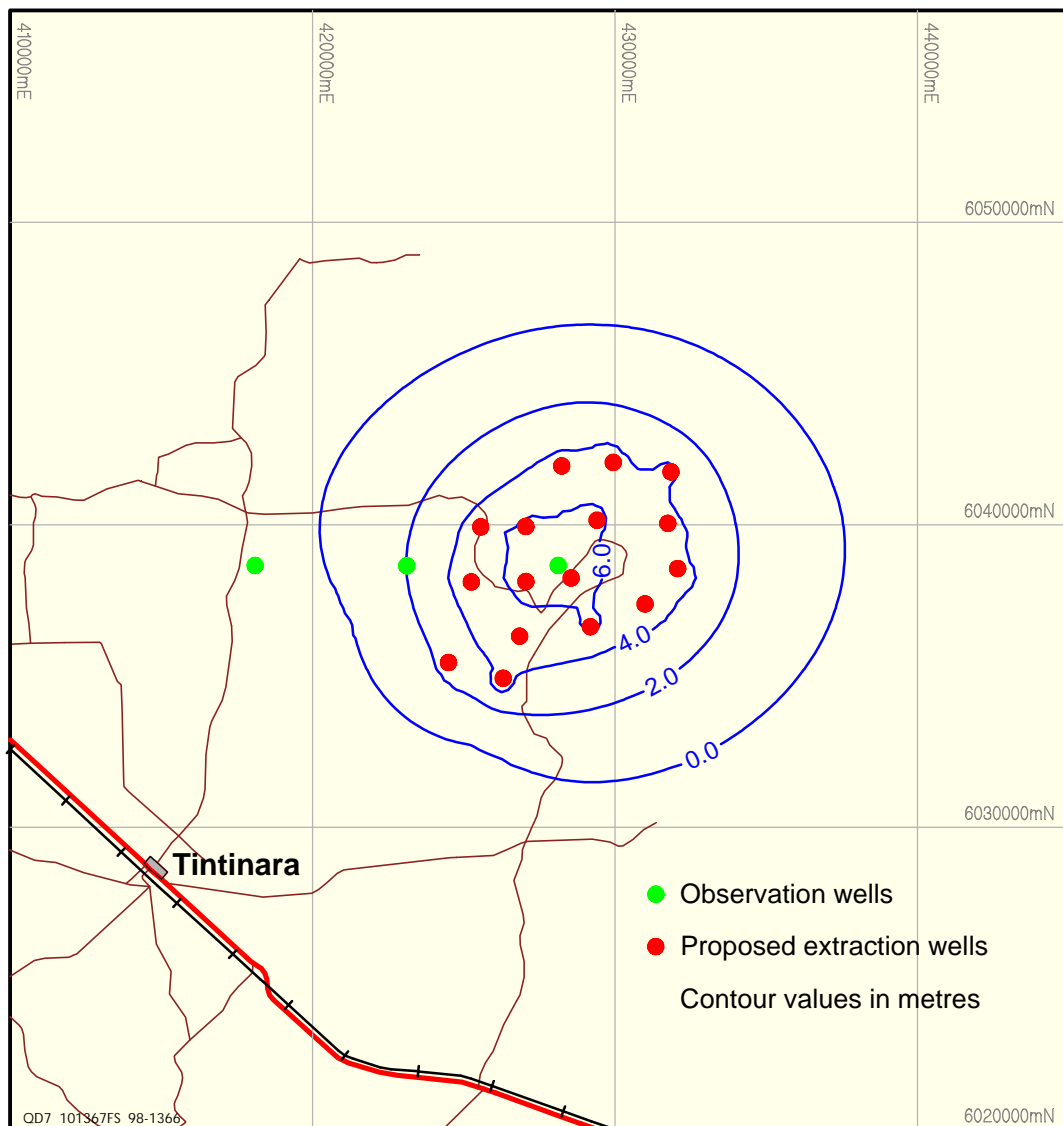 410000mE
420000mE
430000mE
440000mE
6050000mN
6040000mN
6.0
4.0
2.0
0.0
6030000mN
Tintinara
Observation wells
Proposed extraction wells
Contour values in metres
QD7 101367FS 98-1366
6020000mN